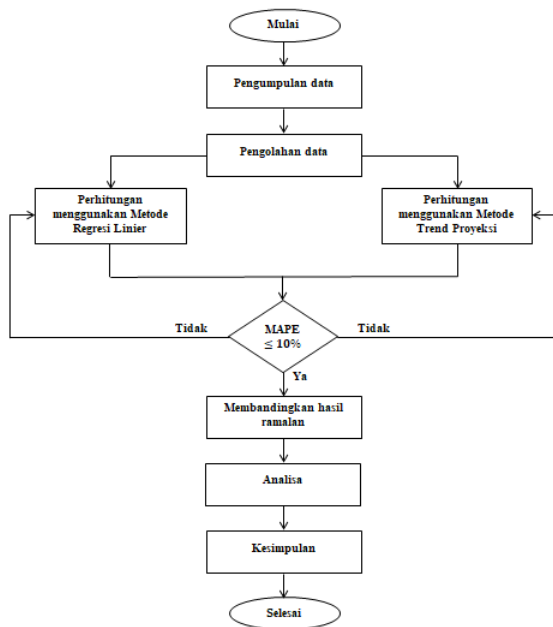 Mulai
Pengumpulan data
Pengolahan data
Perhitungan
menggunakan Metode
Regresi Linier
Perhitungan
menggunakan Metode
Trend Proyeksi
Tidak
MAPE
≤ 10%
Tidak
Ya
Membandingkan hasil
ramalan
Analisa
Kesimpulan
Selesai